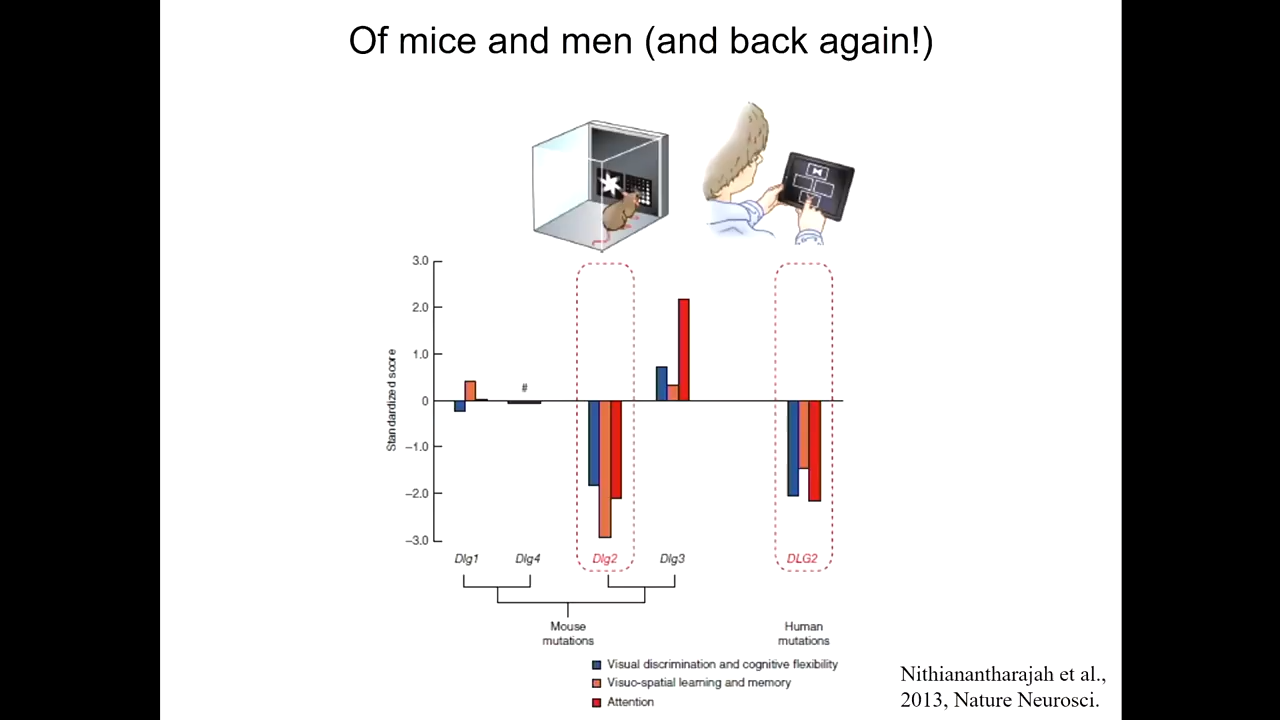 Of mice and men (and back again!)
3.0
2.0
1.0
0
−1.0
−2.0
−3.0
Standardized score
#
Dlg1 Dlg4 Dlg2 Dlg3 DLG2
Mouse mutations
Human mutations
Visual discrimination and cognitive flexibility
Visuo-spatial learning and memory
Attention
Nithianantharajah et al.,
2013, Nature Neurosci.